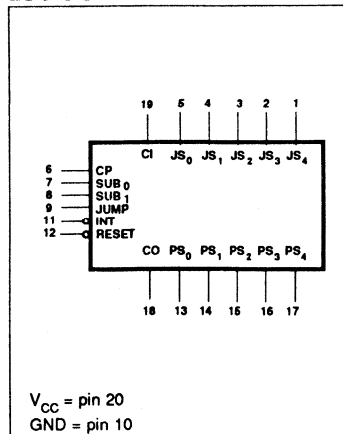 19 5 4 3 2 1
CI JS0 JS1 JS2 JS3 JS4
6 CP
7 SUB0
8 SUB1
9 JUMP
11 INT
12 RESET
CO PS0 PS1 PS2 PS3 PS4
18 13 14 15 16 17
VCC = pin 20
GND = pin 10